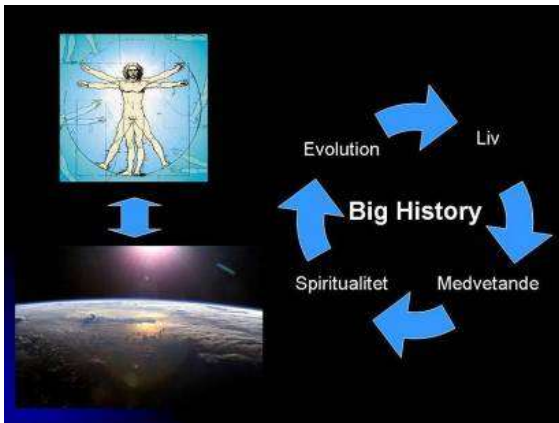 Evolution
Liv
Big History
Spiritualitet
Medvetande